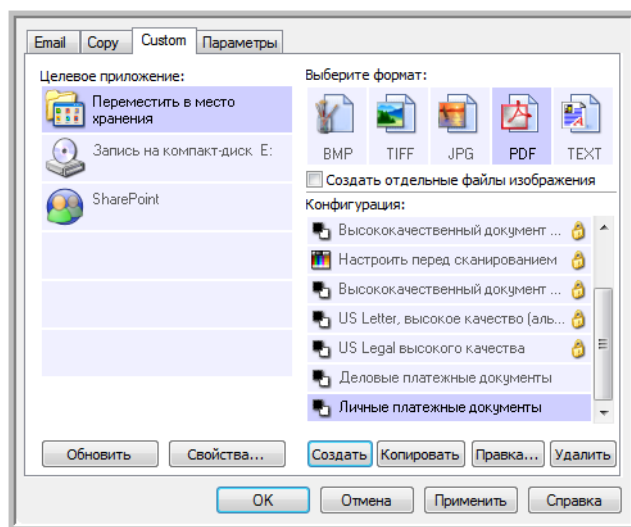 Email Copy Custom Параметры
Целевое приложение:
Переместить в место
хранения
Запись на компакт-диск E:
SharePoint
Обновить Свойства...
Выберите формат:
BMP TIFF JPG PDF TEXT
Создать отдельные файлы изображения
Конфигурация:
Высококачественный документ ...
Настроить перед сканированием
Высококачественный документ ...
US Letter, высокое качество (аль...
US Legal высокого качества
Деловые платежные документы
Личные платежные документы
Создать Копировать Правка... Удалить
OK Отмена Применить Справка